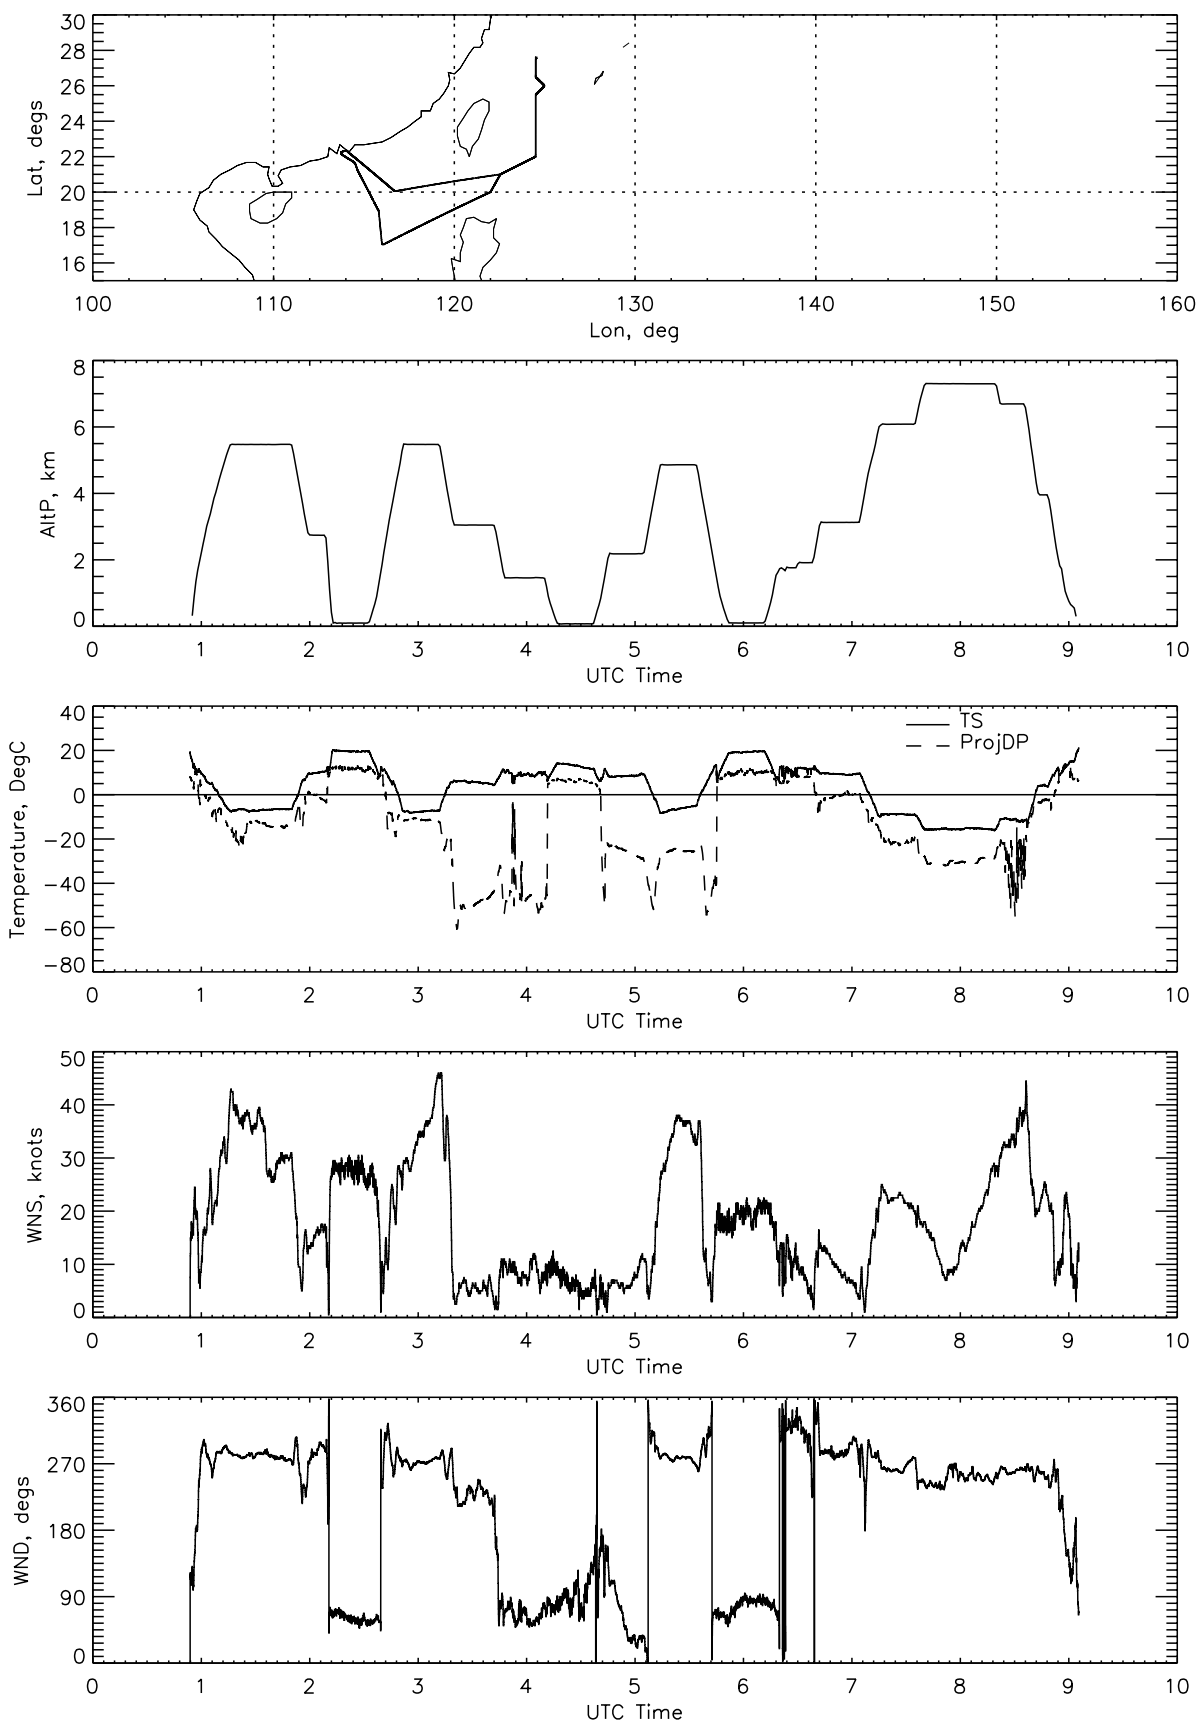 30
28
26
24
22
20
18
16
Lat, degs
100 110 120 130 140 150 160
Lon, deg
8
6
4
2
0
AltP, km
0 1 2 3 4 5 6 7 8 9 10
UTC Time
40
20
0
−20
−40
−60
−80
Temperature, DegC
TS
ProjDP
0 1 2 3 4 5 6 7 8 9 10
UTC Time
50
40
30
20
10
0
WNS, knots
0 1 2 3 4 5 6 7 8 9 10
UTC Time
360
270
180
90
0
WND, degs
0 1 2 3 4 5 6 7 8 9 10
UTC Time